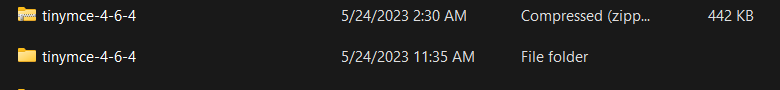 tinymce-4-6-4 5/24/2023 2:30 AM Compressed (zipp... 442 KB
tinymce-4-6-4 5/24/2023 11:35 AM File folder